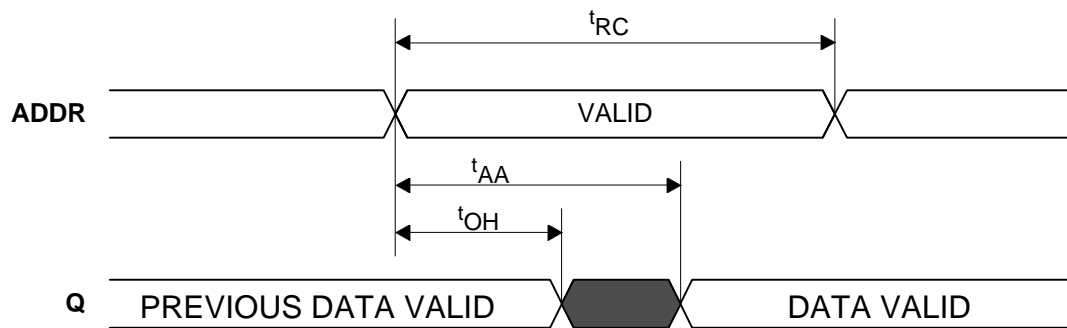 tRC
ADDR VALID
tAA
tOH
Q PREVIOUS DATA VALID DATA VALID